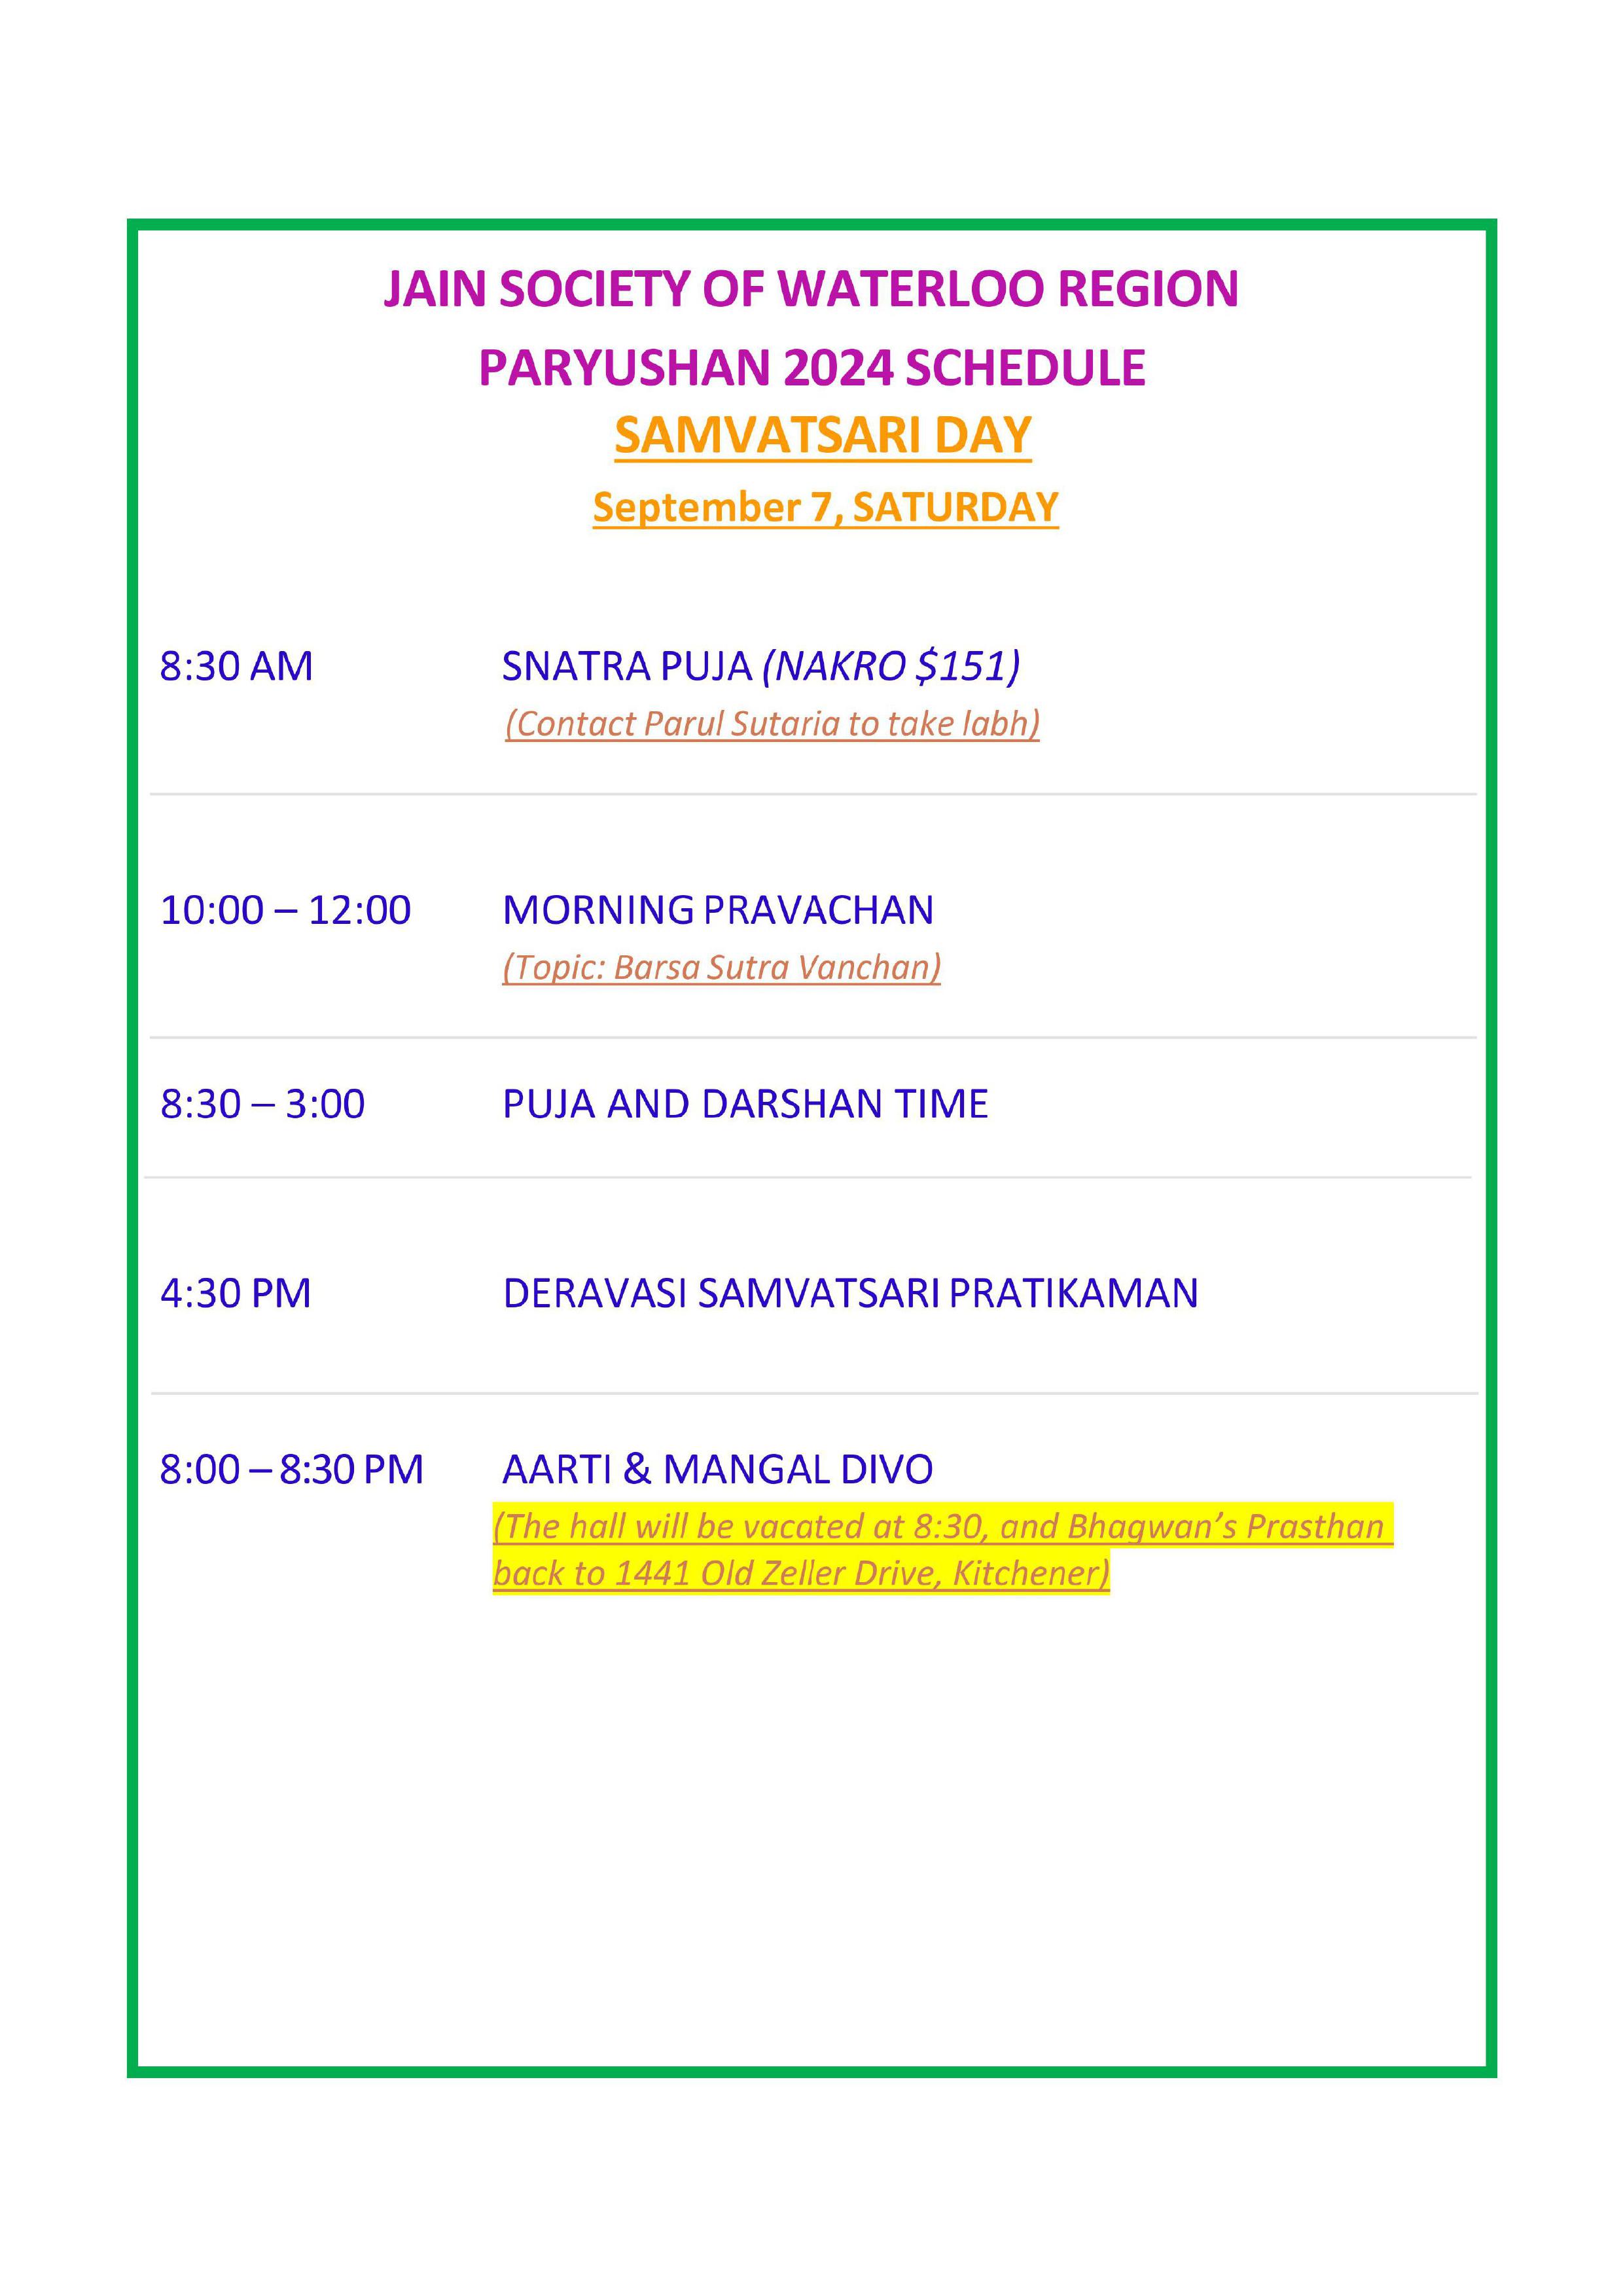 JAIN SOCIETY OF WATERLOO REGION
PARYUSHAN 2024 SCHEDULE
SAMVATSARI DAY
September 7, SATURDAY
8:30 AM SNATRA PUJA (NAKRO $151)
(Contact Parul Sutaria to take labh)
10:00 – 12:00 MORNING PRAVACHAN
(Topic: Barsa Sutra Vanchan)
8:30 – 3:00 PUJA AND DARSHAN TIME
4:30 PM DERAVASI SAMVATSARI PRATIKAMAN
8:00 – 8:30 PM AARTI & MANGAL DIVO
(The hall will be vacated at 8:30, and Bhagwan’s Prasthan
back to 1441 Old Zeller Drive, Kitchener)